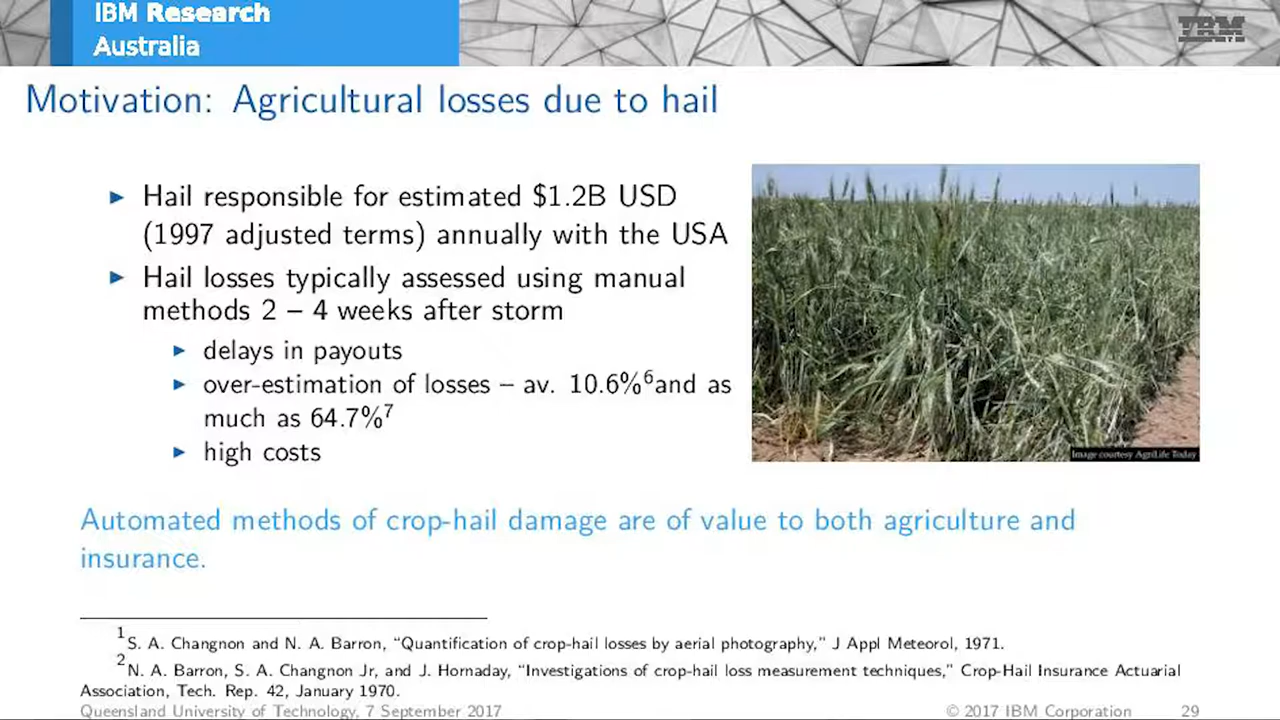 IBM Research
Australia
IBM
Motivation: Agricultural losses due to hail
▶ Hail responsible for estimated $1.2B USD
(1997 adjusted terms) annually with the USA
▶ Hail losses typically assessed using manual
methods 2 – 4 weeks after storm
▶ delays in payouts
▶ over-estimation of losses – av. 10.6%⁶and as
much as 64.7%⁷
▶ high costs
Image courtesy AgriLife Today
Automated methods of crop-hail damage are of value to both agriculture and
insurance.
¹S. A. Changnon and N. A. Barron, “Quantification of crop-hail losses by aerial photography,” J Appl Meteorol, 1971.
²N. A. Barron, S. A. Changnon Jr, and J. Hornaday, “Investigations of crop-hail loss measurement techniques,” Crop-Hail Insurance Actuarial
Association, Tech. Rep. 42, January 1970.
Queensland University of Technology, 7 September 2017 © 2017 IBM Corporation 29